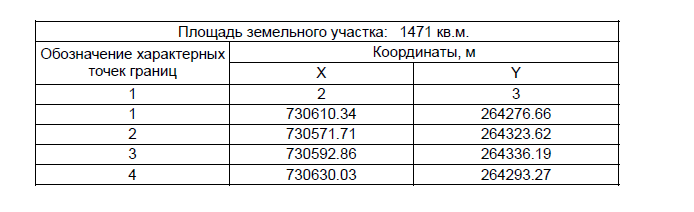 Площадь земельного участка: 1471 кв.м.
Обозначение характерных точек границ Координаты, м
X Y
1 2 3
1 730610.34 264276.66
2 730571.71 264323.62
3 730592.86 264336.19
4 730630.03 264293.27